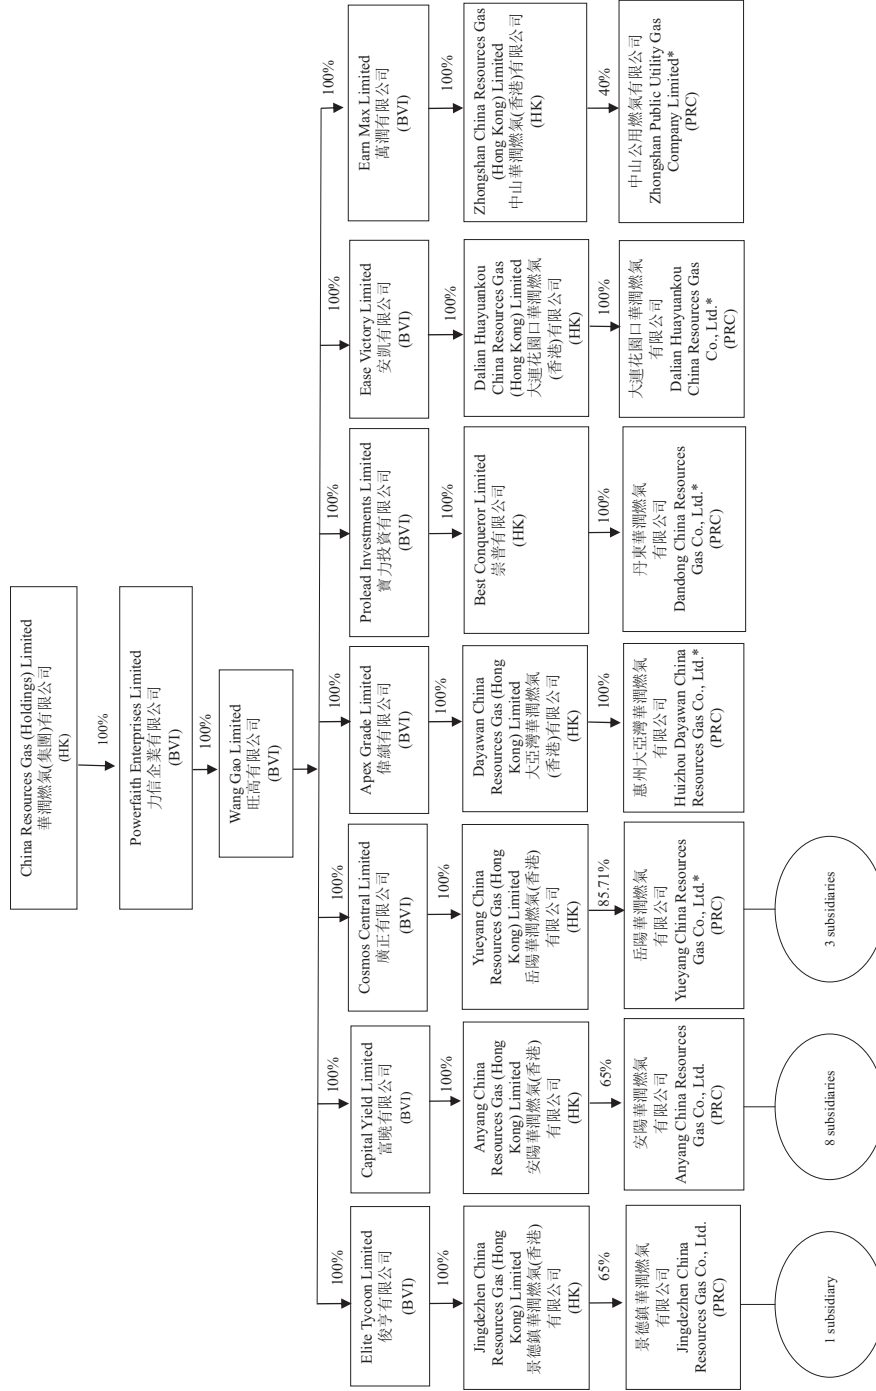 China Resources Gas (Holdings) Limited
華潤燃氣(集團)有限公司
(HK)
100%
Powerfaith Enterprises Limited
力信企業有限公司
(BVI)
100%
Wang Gao Limited
旺高有限公司
(BVI)
100%
Elite Tycoon Limited
俊亨有限公司
(BVI)
100%
Jingdezhen China
Resources Gas (Hong
Kong) Limited
景德鎮華潤燃氣(香港)
有限公司
(HK)
65%
景德鎮華潤燃氣
有限公司
Jingdezhen China
Resources Gas Co., Ltd.
(PRC)
1 subsidiary
100%
Capital Yield Limited
富曉有限公司
(BVI)
100%
Anyang China
Resources Gas (Hong
Kong) Limited
安陽華潤燃氣(香港)
有限公司
(HK)
65%
安陽華潤燃氣
有限公司
Anyang China Resources
Gas Co., Ltd.
(PRC)
8 subsidiaries
100%
Cosmos Central Limited
廣正有限公司
(BVI)
100%
Yueyang China
Resources Gas (Hong
Kong) Limited
岳陽華潤燃氣(香港)
有限公司
(HK)
85.71%
岳陽華潤燃氣
有限公司
Yueyang China Resources
Gas Co., Ltd.*
(PRC)
3 subsidiaries
100%
Apex Grade Limited
偉績有限公司
(BVI)
100%
Dayawan China
Resources Gas (Hong
Kong) Limited
大亞灣華潤燃氣
(香港)有限公司
(HK)
100%
惠州大亞灣華潤燃氣
有限公司
Huizhou Dayawan China
Resources Gas Co., Ltd.*
(PRC)
100%
Prolead Investments Limited
寶力投資有限公司
(BVI)
100%
Best Conqueror Limited
崇普有限公司
(HK)
100%
丹東華潤燃氣
有限公司
Dandong China Resources
Gas Co., Ltd.*
(PRC)
100%
Ease Victory Limited
安凱有限公司
(BVI)
100%
Dalian Huayuankou
China Resources Gas
(Hong Kong) Limited
大連花園口華潤燃氣
(香港)有限公司
(HK)
100%
大連花園口華潤燃氣
有限公司
Dalian Huayuankou
China Resources Gas
Co., Ltd.*
(PRC)
100%
Earn Max Limited
萬潤有限公司
(BVI)
100%
Zhongshan China Resources Gas
(Hong Kong) Limited
中山華潤燃氣(香港)有限公司
(HK)
40%
中山公用燃氣有限公司
Zhongshan Public Utility Gas
Company Limited*
(PRC)